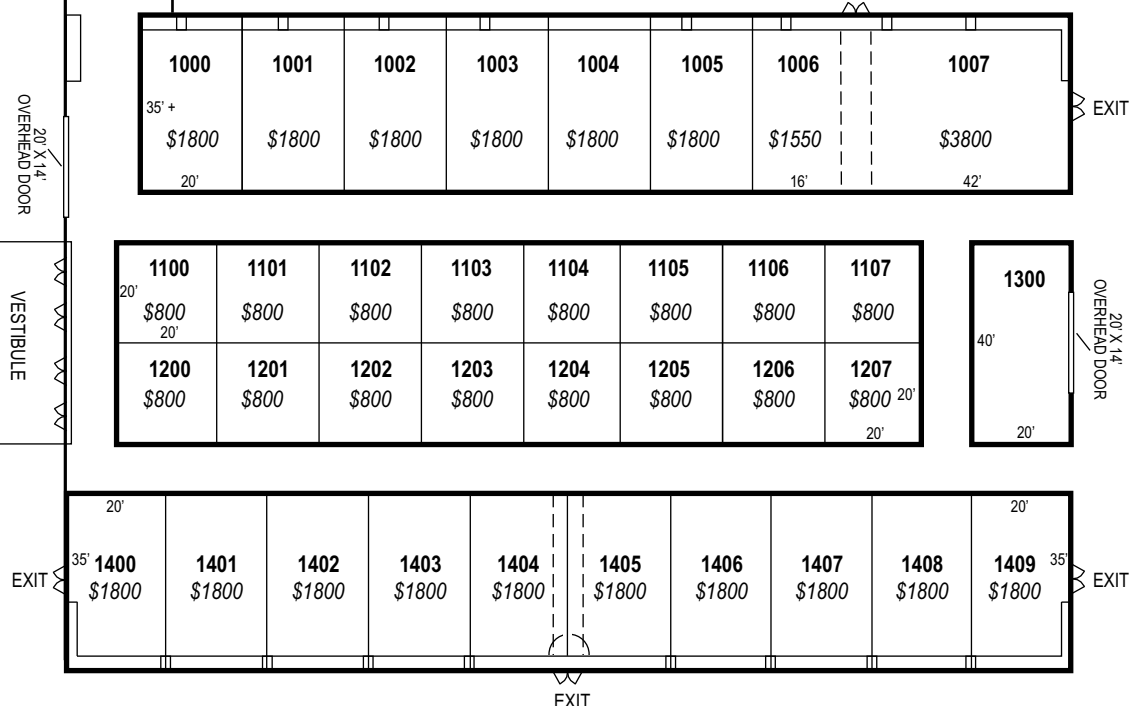 1000 1001 1002 1003 1004 1005 1006 1007
35' +
$1800 $1800 $1800 $1800 $1800 $1800 $1550 $3800
20' 16' 42'
EXIT
20' X 14'
OVERHEAD DOOR
VESTIBULE
1100 1101 1102 1103 1104 1105 1106 1107
20'
$800 $800 $800 $800 $800 $800 $800 $800
20'
1200 1201 1202 1203 1204 1205 1206 1207
$800 $800 $800 $800 $800 $800 $800 $800 20'
20'
1300
40'
20'
20' X 14'
OVERHEAD DOOR
20' 20'
35' 1400 1401 1402 1403 1404 1405 1406 1407 1408 1409 35'
$1800 $1800 $1800 $1800 $1800 $1800 $1800 $1800 $1800 $1800
EXIT EXIT
EXIT